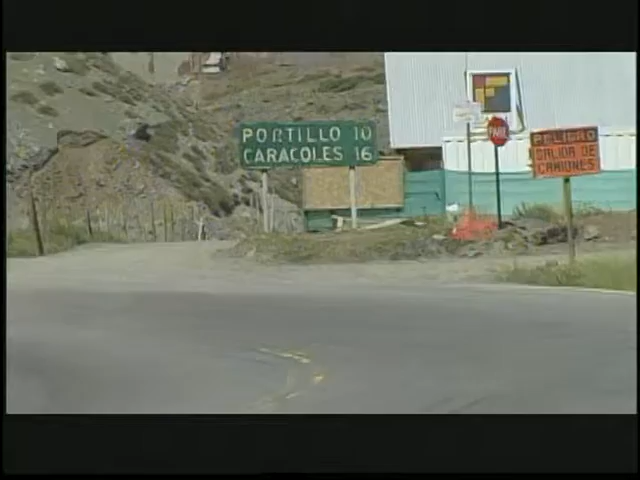 PORTILLO 10
CARACOLES 16
PARE
PELIGRO
SALIDA DE
CAMIONES